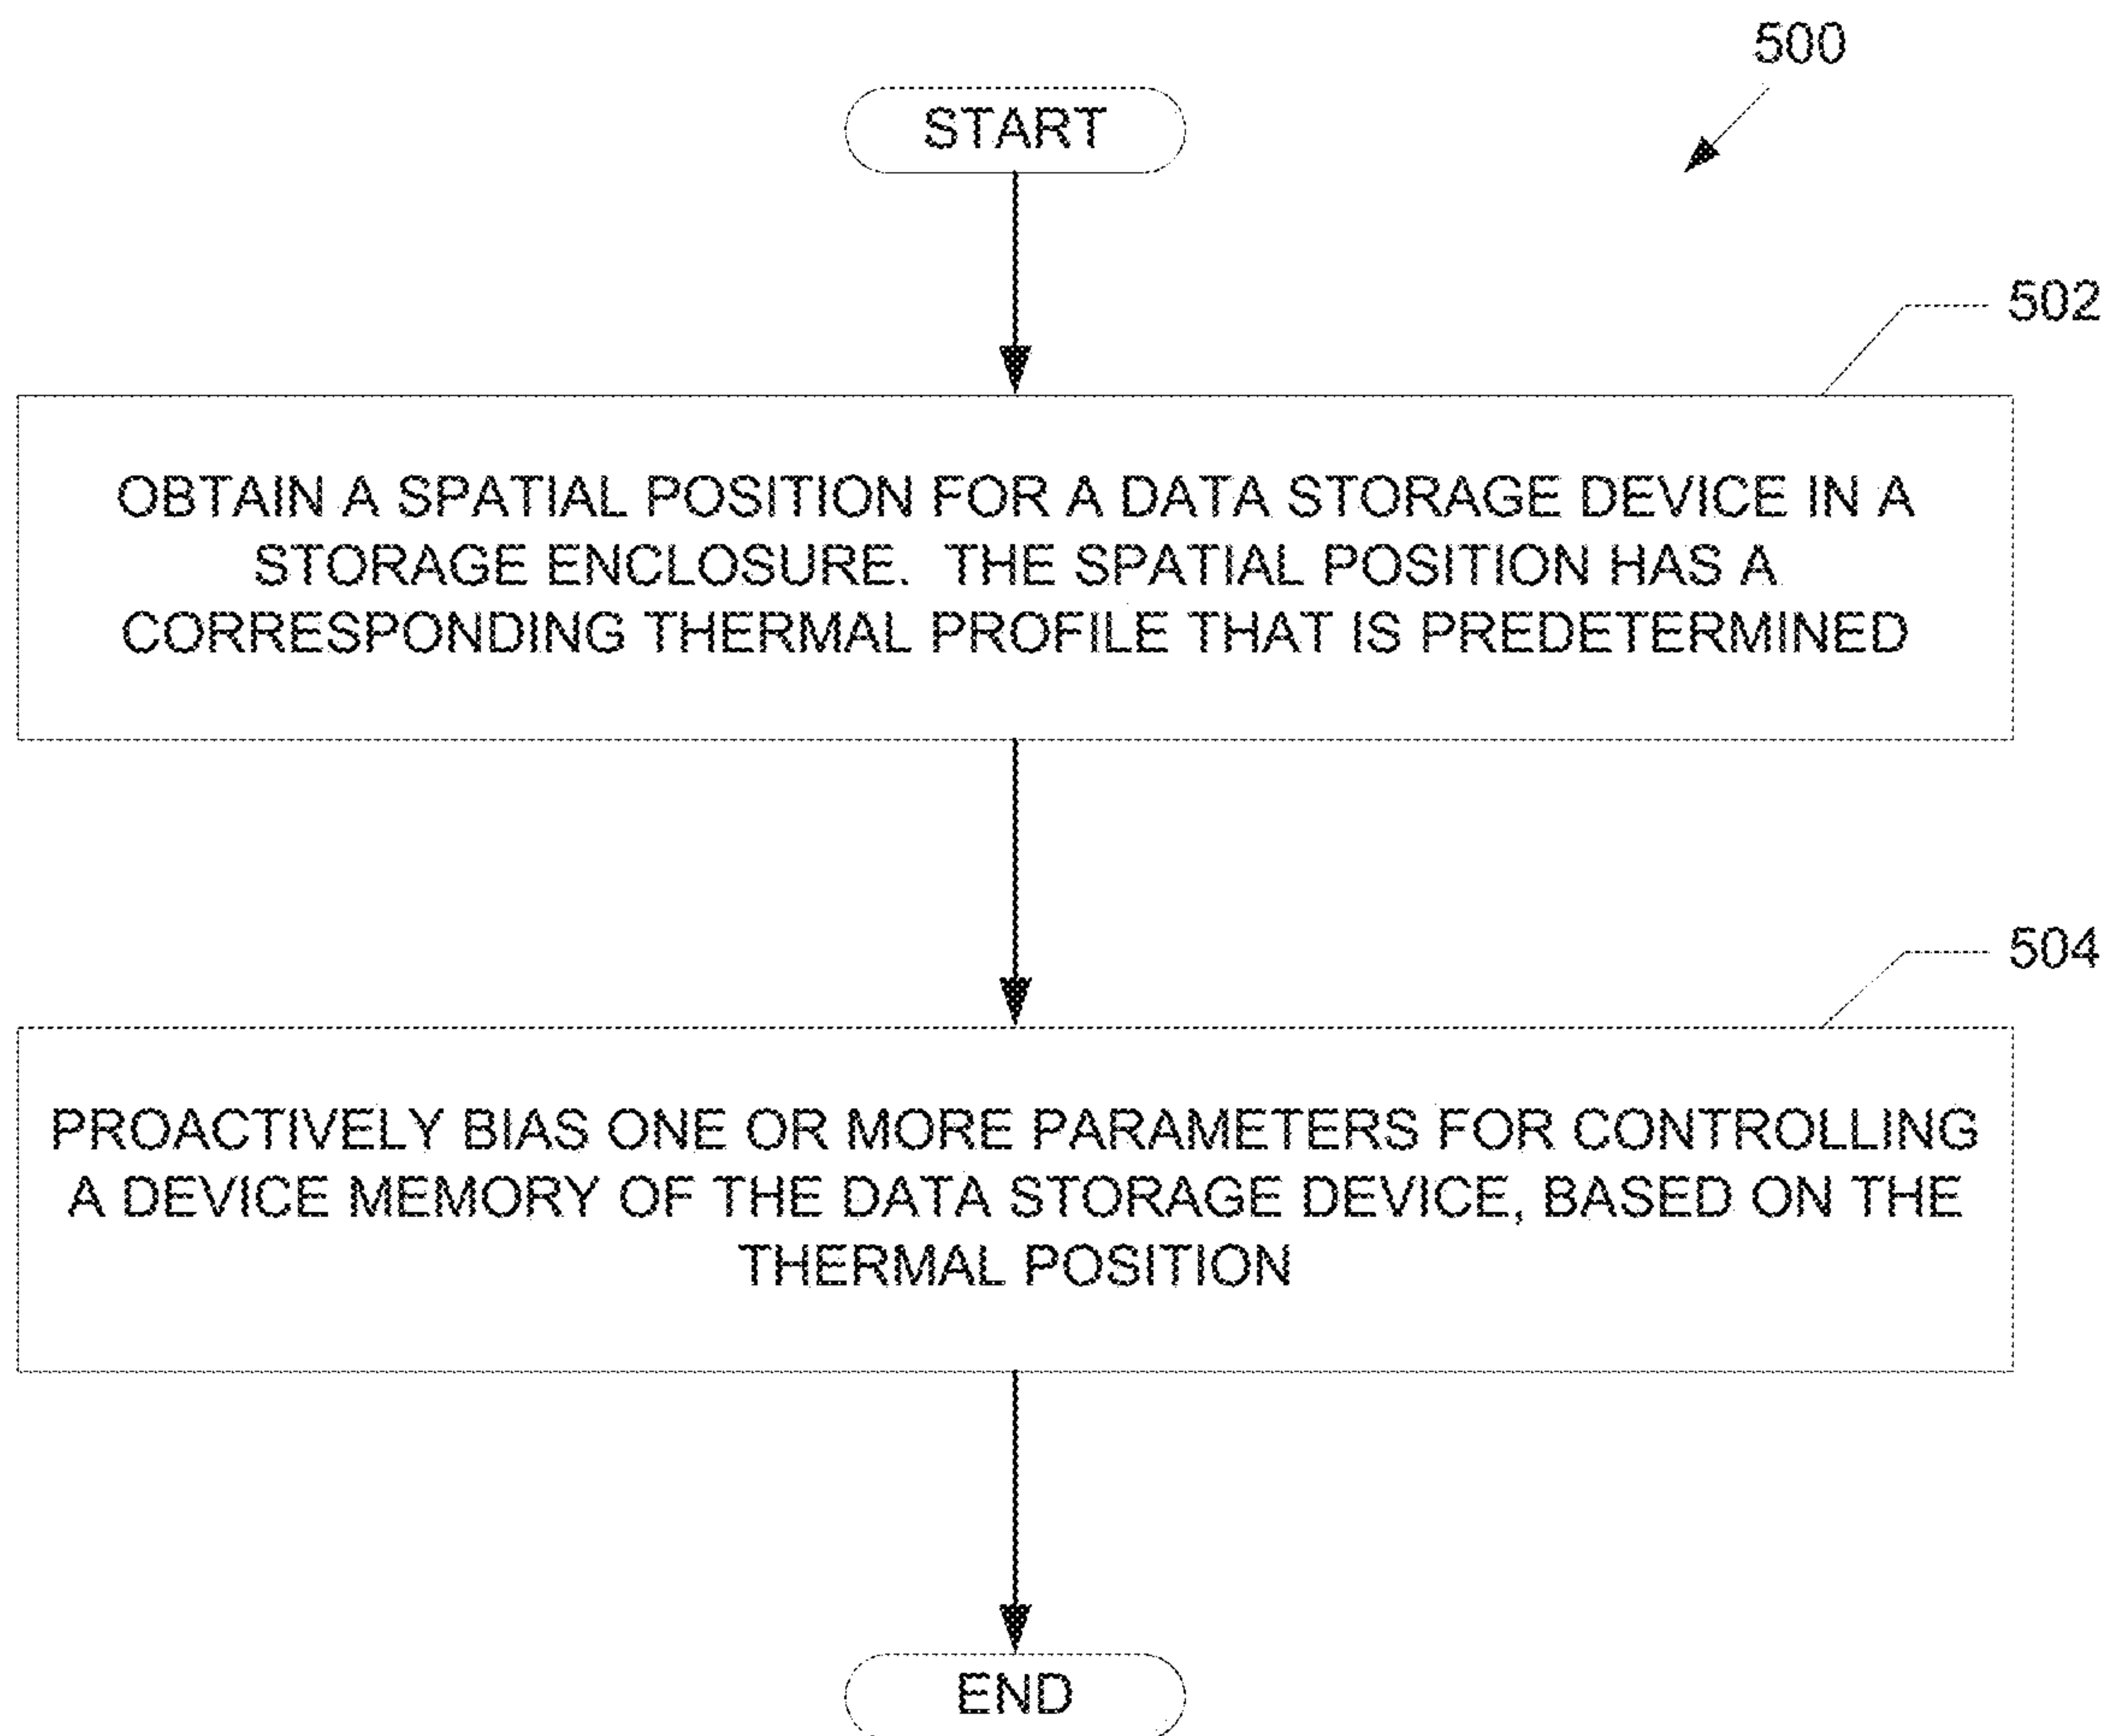 500
START
502
OBTAIN A SPATIAL POSITION FOR A DATA STORAGE DEVICE IN A
STORAGE ENCLOSURE. THE SPATIAL POSITION HAS A
CORRESPONDING THERMAL PROFILE THAT IS PREDETERMINED
504
PROACTIVELY BIAS ONE OR MORE PARAMETERS FOR CONTROLLING
A DEVICE MEMORY OF THE DATA STORAGE DEVICE, BASED ON THE
THERMAL POSITION
END